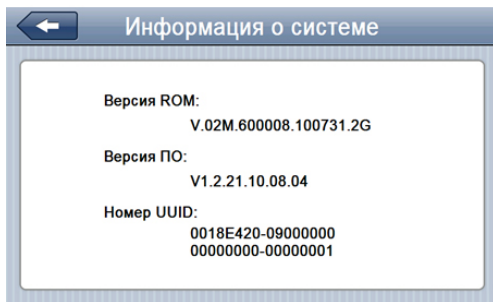 Информация о системе
Версия ROM:
V.02M.600008.100731.2G
Версия ПО:
V1.2.21.10.08.04
Номер UUID:
0018E420-09000000
00000000-00000001